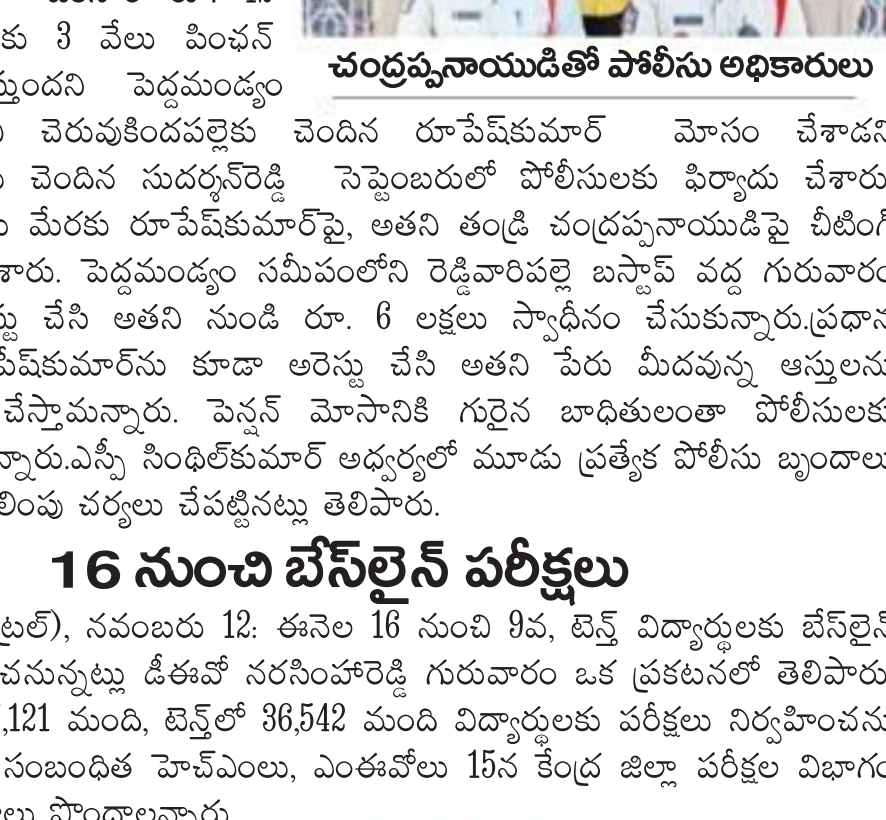 కు 3 వేలు పింఛన్
చంద్రప్పనాయుడితో పోలీసు అధికారులు
స్తుందని పెద్దమండ్యం
చెరువుకిందపల్లెకు చెందిన రూపేష్‌కుమార్ మోసం చేశాడని
చెందిన సుదర్శన్‌రెడ్డి సెప్టెంబరులో పోలీసులకు ఫిర్యాదు చేశారు
మేరకు రూపేష్‌కుమార్‌పై, అతని తండ్రి చంద్రప్పనాయుడిపై చీటింగ్
శారు. పెద్దమండ్యం సమీపంలోని రెడ్డివారిపల్లె బస్టాప్ వద్ద గురువారం
స్టు చేసి అతని నుండి రూ. 6 లక్షలు స్వాధీనం చేసుకున్నారు.ప్రధాన
పేష్‌కుమార్‌ను కూడా అరెస్టు చేసి అతని పేరు మీదవున్న ఆస్తులను
చేస్తామన్నారు. పెన్షన్ మోసానికి గురైన బాధితులంతా పోలీసులకు
న్నారు.ఎస్పీ సింథిల్‌కుమార్ అధ్వర్యలో మూడు ప్రత్యేక పోలీసు బృందాలు
లింపు చర్యలు చేపట్టినట్లు తెలిపారు.
16 నుంచి బేస్‌లైన్ పరీక్షలు
ట్రల్), నవంబరు 12: ఈనెల 16 నుంచి 9వ, టెన్త్ విద్యార్థులకు బేస్‌లైన్
చనున్నట్లు డీఈవో నరసింహారెడ్డి గురువారం ఒక ప్రకటనలో తెలిపారు
,121 మంది, టెన్త్‌లో 36,542 మంది విద్యార్థులకు పరీక్షలు నిర్వహించను
సంబంధిత హెచ్ఎంలు, ఎంఈవోలు 15న కేంద్ర జిల్లా పరీక్షల విభాగం
పొందాలన్నారు